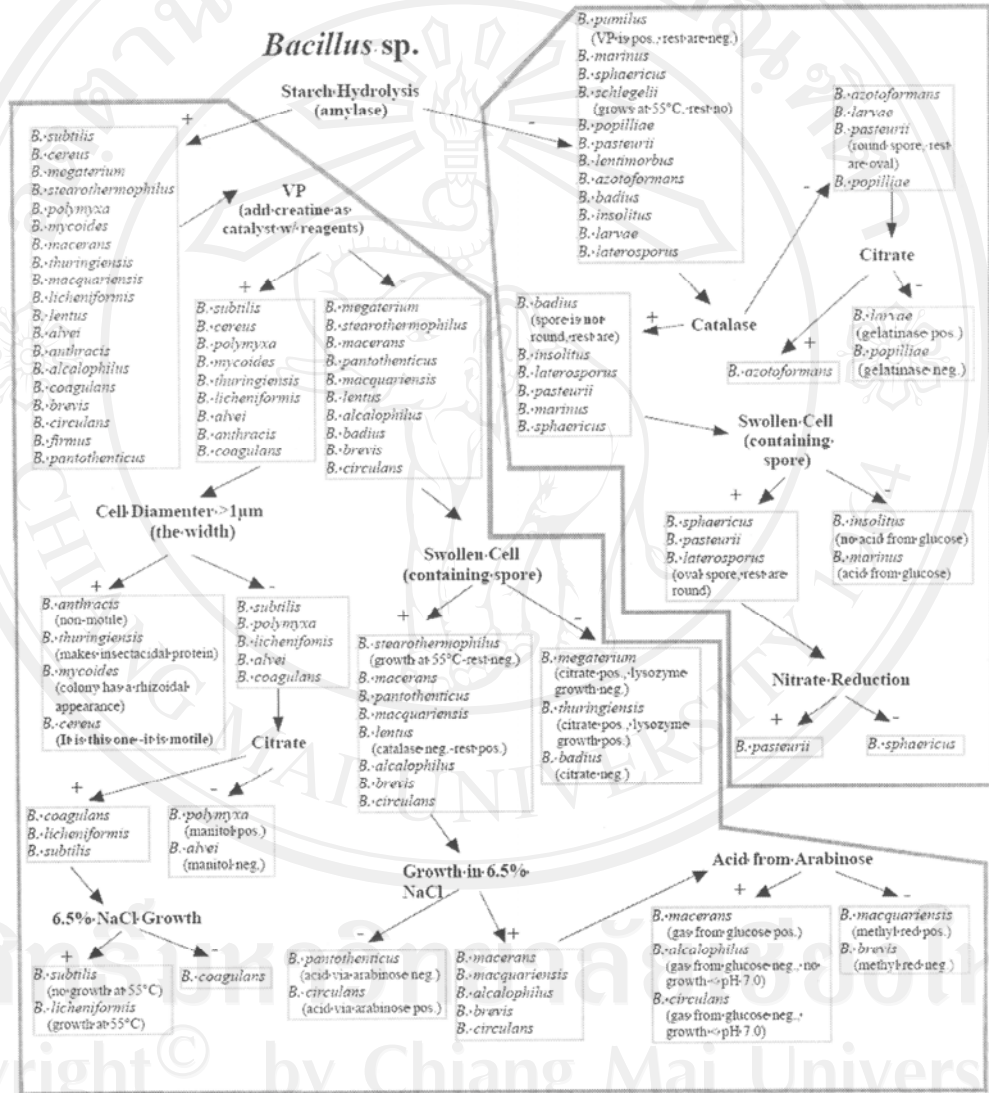 Bacillus sp.
Starch Hydrolysis
(amylase)
+
-
B. subtilis
B. cereus
B. megaterium
B. stearothermophilus
B. polymyxa
B. mycoides
B. macerans
B. thuringiensis
B. macquariensis
B. licheniformis
B. lentus
B. alvei
B. anthracis
B. alcalophilus
B. coagulans
B. brevis
B. circulans
B. firmus
B. pantothenticus
VP
(add creatine as
catalyst w/ reagents)
+
-
B. subtilis
B. cereus
B. polymyxa
B. mycoides
B. thuringiensis
B. licheniformis
B. alvei
B. anthracis
B. coagulans
B. megaterium
B. stearothermophilus
B. macerans
B. pantothenticus
B. macquariensis
B. lentus
B. alcalophilus
B. badius
B. brevis
B. circulans
Cell Diamenter >1µm
(the width)
+
-
B. anthracis
(non-motile)
B. thuringiensis
(makes insectacidal protein)
B. mycoides
(colony has a rhizoidal
appearance)
B. cereus
(It is this one - it is motile)
B. subtilis
B. polymyxa
B. lichenifomis
B. alvei
B. coagulans
Citrate
+
-
B. coagulans
B. licheniformis
B. subtilis
B. polymyxa
(manitol pos.)
B. alvei
(manitol neg.)
6.5% NaCl Growth
+
-
B. subtilis
(no growth at 55°C)
B. licheniformis
(growth at 55°C)
B. coagulans
Swollen Cell
(containing spore)
+
-
B. stearothermophilus
(growth at 55°C-rest neg.)
B. macerans
B. pantothenticus
B. macquariensis
B. lentus
(catalase neg.-rest pos.)
B. alcalophilus
B. brevis
B. circulans
B. megaterium
(citrate pos., lysozyme
growth neg.)
B. thuringiensis
(citrate pos., lysozyme
growth pos.)
B. badius
(citrate neg.)
Growth in 6.5%
NaCl
-
+
B. pantothenticus
(acid via arabinose neg.)
B. circulans
(acid via arabinose pos.)
B. macerans
B. macquariensis
B. alcalophilus
B. brevis
B. circulans
Acid from Arabinose
+
-
B. macerans
(gas from glucose pos.)
B. alcalophilus
(gas from glucose neg., no
growth pH 7.0)
B. circulans
(gas from glucose neg.,
growth pH 7.0)
B. macquariensis
(methyl red pos.)
B. brevis
(methyl red neg.)
B. pumilus
(VP is pos., rest are neg.)
B. marinus
B. sphaericus
B. schlegelii
(grows at 55°C, rest no)
B. popilliae
B. pasteurii
B. lentimorbus
B. azotoformans
B. badius
B. insolitus
B. larvae
B. laterosporus
Catalase
+
-
B. azotoformans
B. larvae
B. pasteurii
(round spore, rest
are oval)
B. popilliae
Citrate
+
-
B. azotoformans
B. larvae
(gelatinase pos.)
B. popilliae
(gelatinase neg.)
B. badius
(spore is not
round, rest are)
B. insolitus
B. laterosporus
B. pasteurii
B. marinus
B. sphaericus
Swollen Cell
(containing
spore)
+
-
B. sphaericus
B. pasteurii
B. laterosporus
(oval spore, rest are
round)
B. insolitus
(no acid from glucose)
B. marinus
(acid from glucose)
Nitrate Reduction
+
-
B. pasteurii
B. sphaericus
CHIANG MAI UNIVERSITY
yright© by Chiang Mai Univers